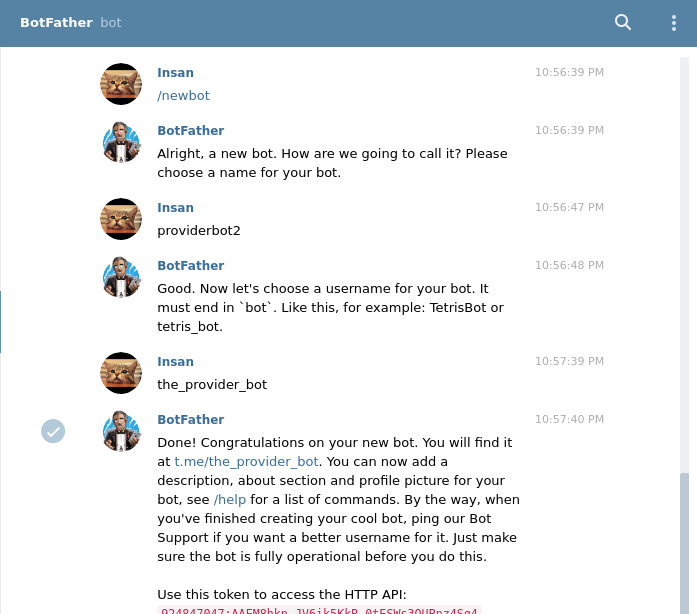 BotFather bot
Insan 10:56:39 PM
/newbot
BotFather 10:56:39 PM
Alright, a new bot. How are we going to call it? Please
choose a name for your bot.
Insan 10:56:47 PM
providerbot2
BotFather 10:56:48 PM
Good. Now let's choose a username for your bot. It
must end in `bot`. Like this, for example: TetrisBot or
tetris_bot.
Insan 10:57:39 PM
the_provider_bot
BotFather 10:57:40 PM
Done! Congratulations on your new bot. You will find it
at t.me/the_provider_bot. You can now add a
description, about section and profile picture for your
bot, see /help for a list of commands. By the way, when
you've finished creating your cool bot, ping our Bot
Support if you want a better username for it. Just make
sure the bot is fully operational before you do this.
Use this token to access the HTTP API: